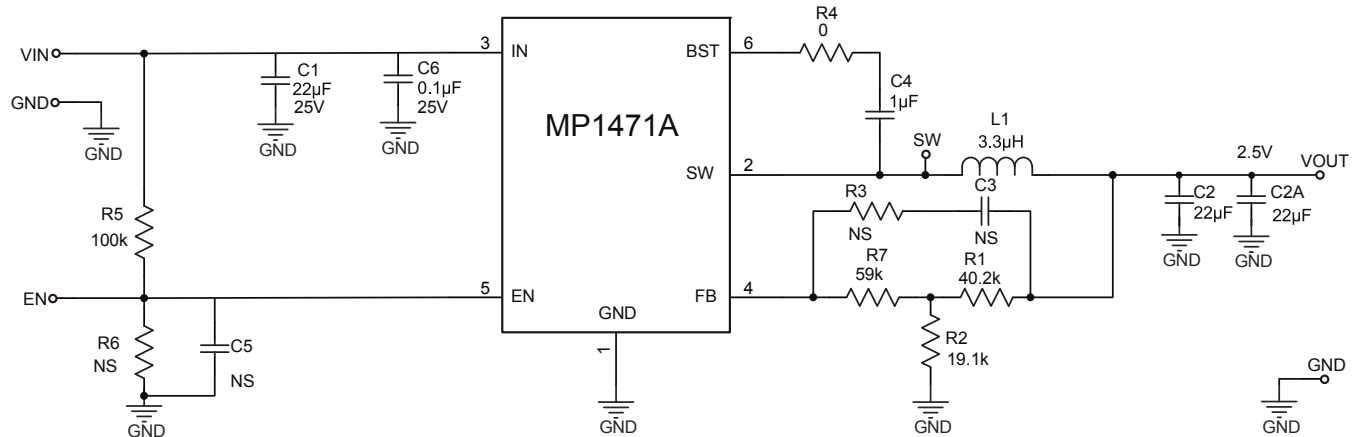 VIN
GND
GND
C1
22µF
25V
GND
C6
0.1µF
25V
GND
R5
100k
EN
R6
NS
C5
NS
GND
3
IN
5
EN
MP1471A
GND
1
GND
BST
6
SW
2
FB
4
R4
0
C4
1µF
SW
L1
3.3µH
R3
NS
C3
NS
R7
59k
R1
40.2k
R2
19.1k
GND
2.5V
VOUT
C2
22µF
GND
C2A
22µF
GND
GND
GND